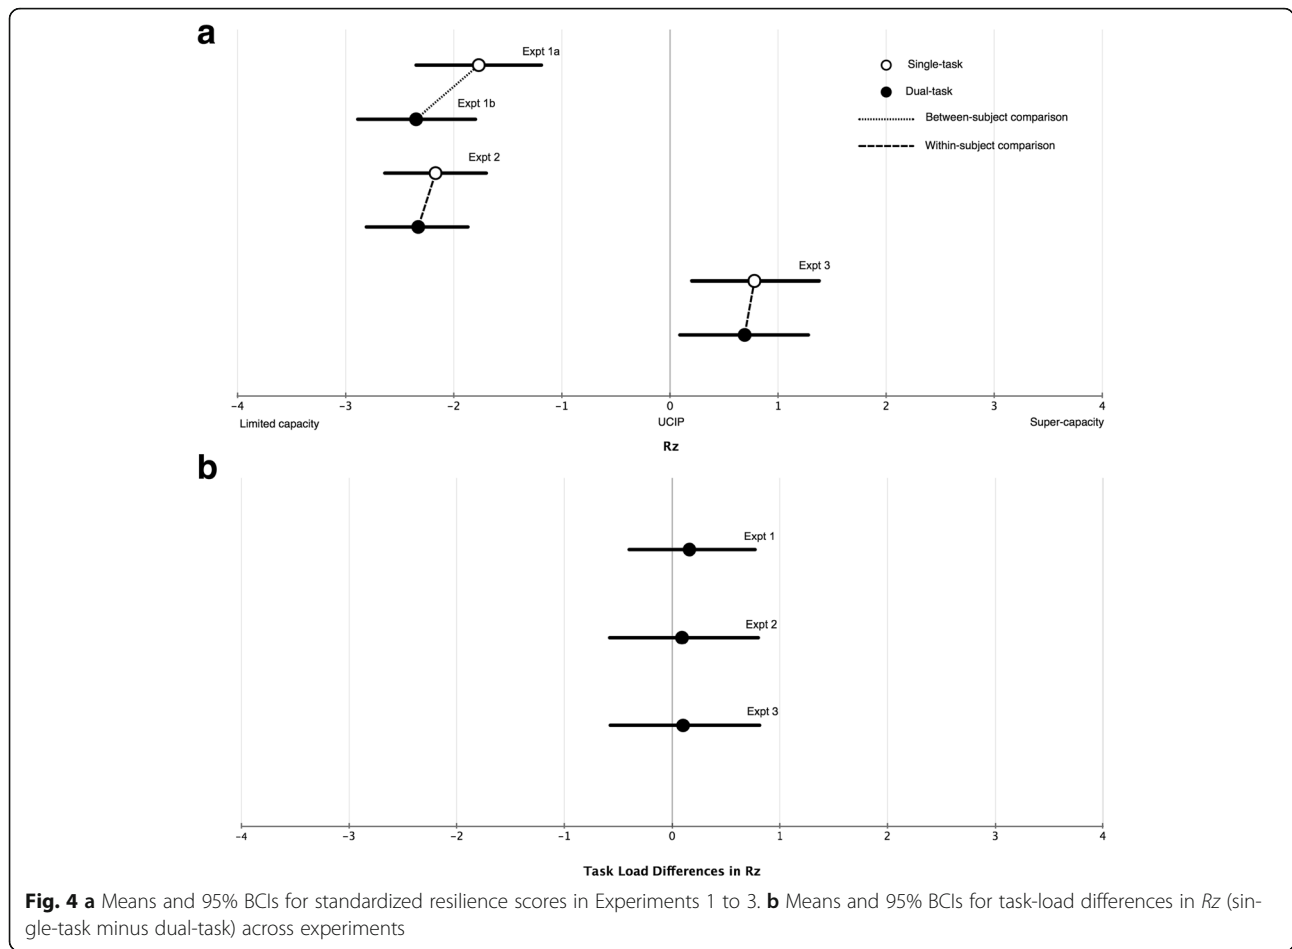 a
Expt 1a
Single-task
Dual-task
Expt 1b
Between-subject comparison
Within-subject comparison
Expt 2
Expt 3
-4 -3 -2 -1 0 1 2 3 4
Limited capacity UCIP Super-capacity
Rz
b
Expt 1
Expt 2
Expt 3
-4 -3 -2 -1 0 1 2 3 4
Task Load Differences in Rz
Fig. 4 a Means and 95% BCIs for standardized resilience scores in Experiments 1 to 3. b Means and 95% BCIs for task-load differences in Rz (sin-
gle-task minus dual-task) across experiments